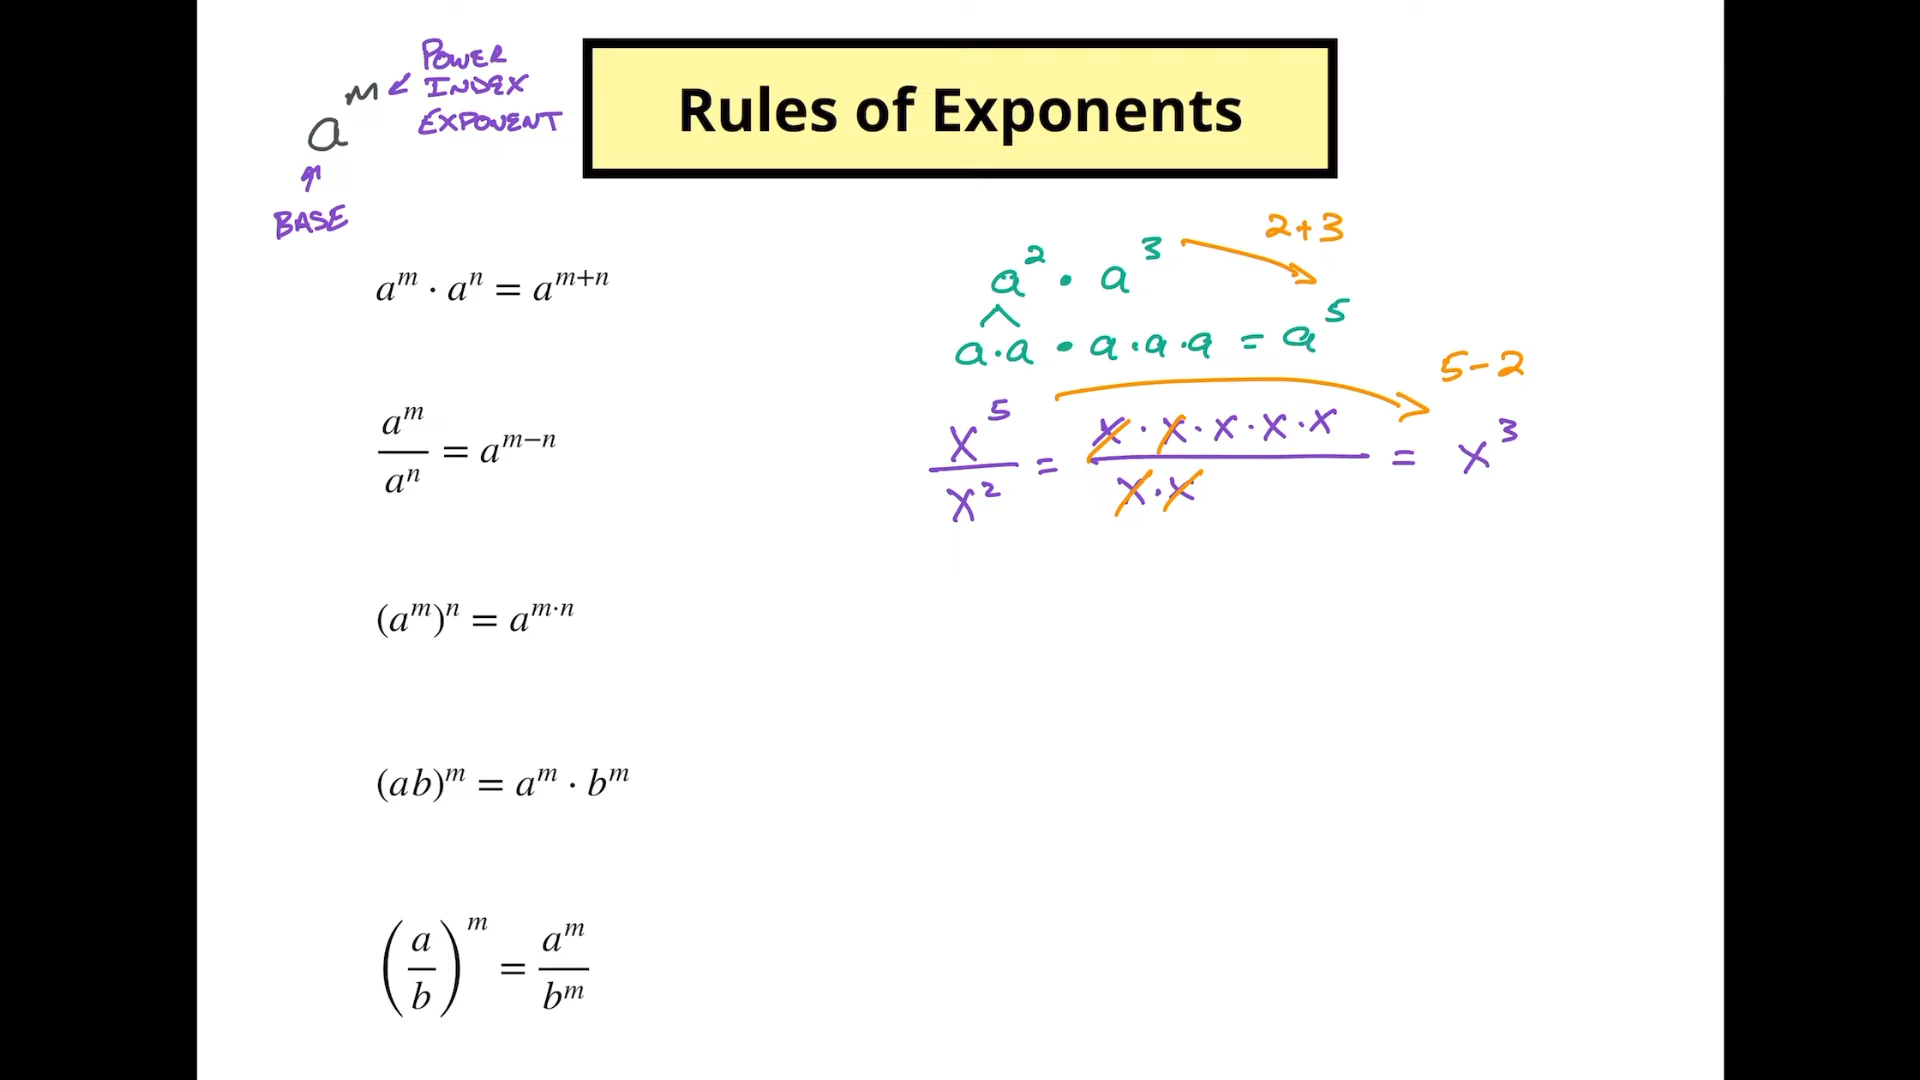 POWER
INDEX
EXPONENT
a^m
BASE
Rules of Exponents
a^m · a^n = a^{m+n}
a^2 · a^3
2+3
a·a · a·a·a = a^5
a^m / a^n = a^{m−n}
5-2
x^5 / x^2 = x·x·x·x·x / x·x = x^3
(a^m)^n = a^{m·n}
(ab)^m = a^m · b^m
(a/b)^m = a^m / b^m